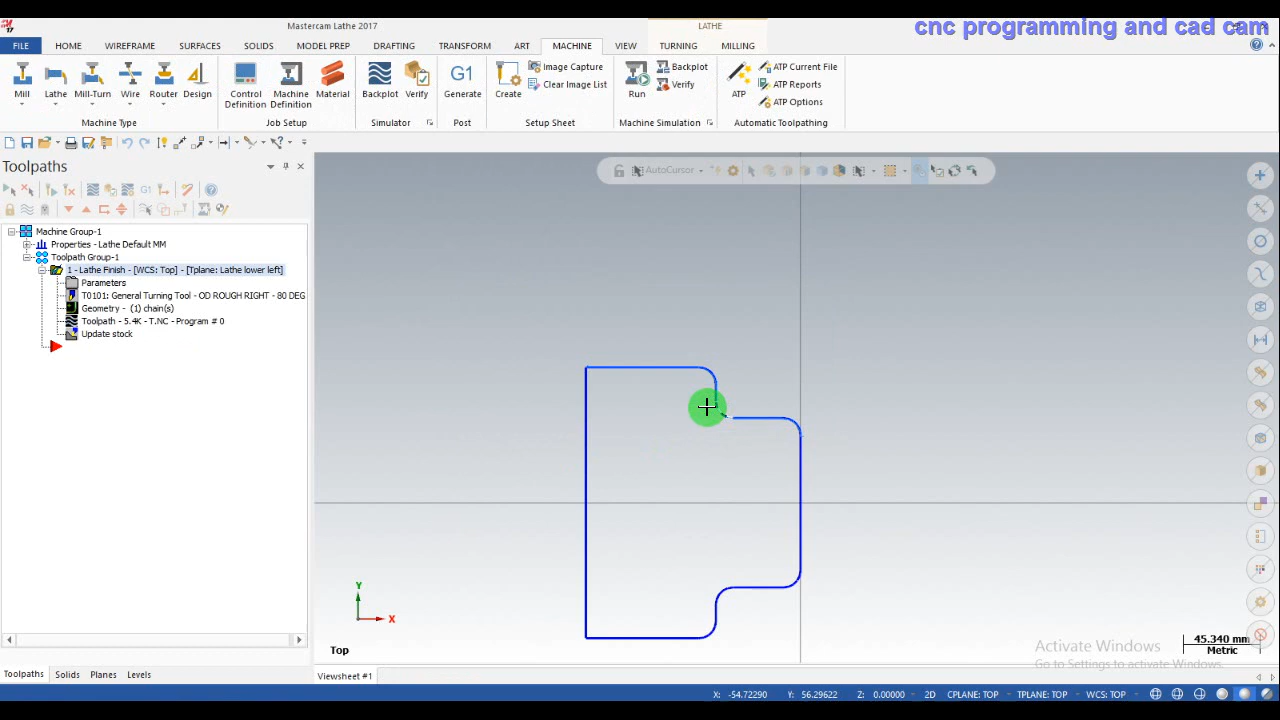 Mastercam Lathe 2017
LATHE
cnc programming and cad cam
FILE
HOME
WIREFRAME
SURFACES
SOLIDS
MODEL PREP
DRAFTING
TRANSFORM
ART
MACHINE
VIEW
TURNING
MILLING
Mill
Lathe
Mill-Turn
Wire
Router
Design
Machine Type
Control Definition
Machine Definition
Material
Job Setup
Backplot
Verify
Simulator
G1
Generate
Post
Create
Image Capture
Clear Image List
Setup Sheet
Run
Backplot
Verify
Machine Simulation
ATP
ATP Current File
ATP Reports
ATP Options
Automatic Toolpathing
Toolpaths
G1
AutoCursor
Machine Group-1
Properties - Lathe Default MM
Toolpath Group-1
1 - Lathe Finish - [WCS: Top] - [Tplane: Lathe lower left]
Parameters
T0101: General Turning Tool - OD ROUGH RIGHT - 80 DEG
Geometry - (1) chain(s)
Toolpath - 5.4K - T.NC - Program # 0
Update stock
Y
X
Top
45.340 mm
Metric
Activate Windows
Go to Settings to activate Windows.
Toolpaths
Solids
Planes
Levels
Viewsheet #1
X: -54.72290
Y: 56.29622
Z: 0.00000
2D
CPLANE: TOP
TPLANE: TOP
WCS: TOP